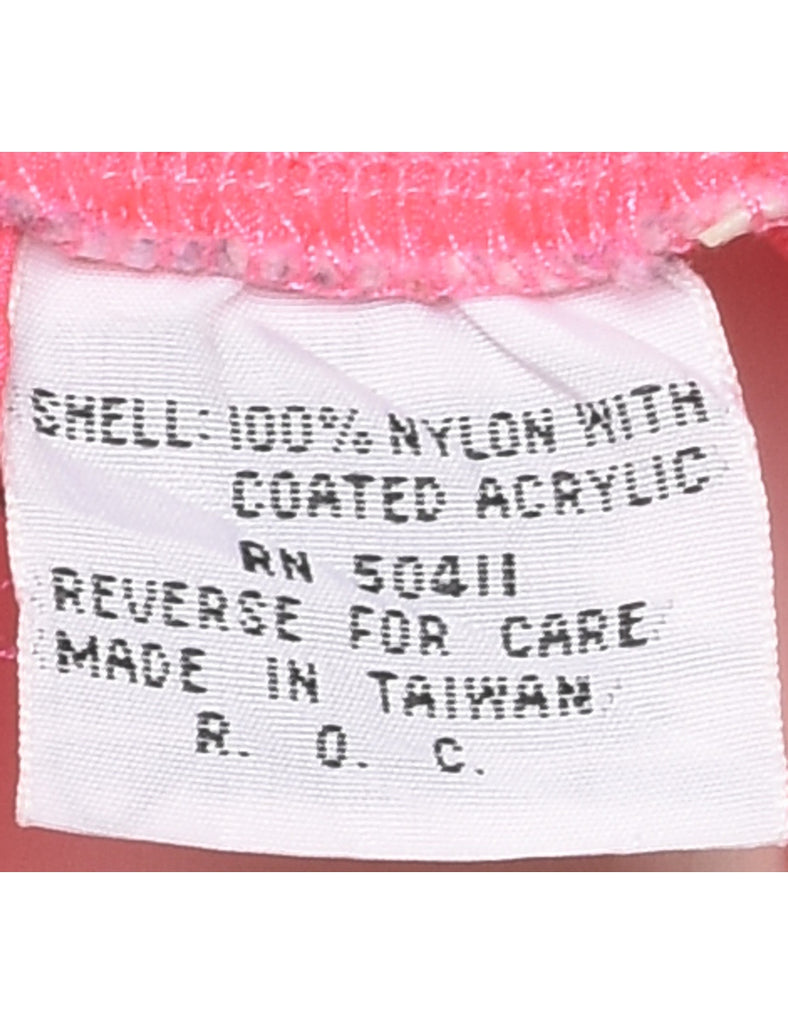 SHELL: 100% NYLON WITH
COATED ACRYLIC
RN 50411
REVERSE FOR CARE
MADE IN TAIWAN
R. O. C.